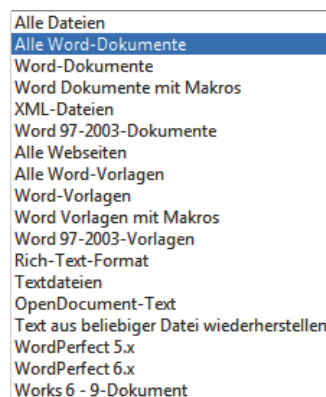 Alle Dateien
Alle Word-Dokumente
Word-Dokumente
Word Dokumente mit Makros
XML-Dateien
Word 97-2003-Dokumente
Alle Webseiten
Alle Word-Vorlagen
Word-Vorlagen
Word Vorlagen mit Makros
Word 97-2003-Vorlagen
Rich-Text-Format
Textdateien
OpenDocument-Text
Text aus beliebiger Datei wiederherstellen
WordPerfect 5.x
WordPerfect 6.x
Works 6 - 9-Dokument